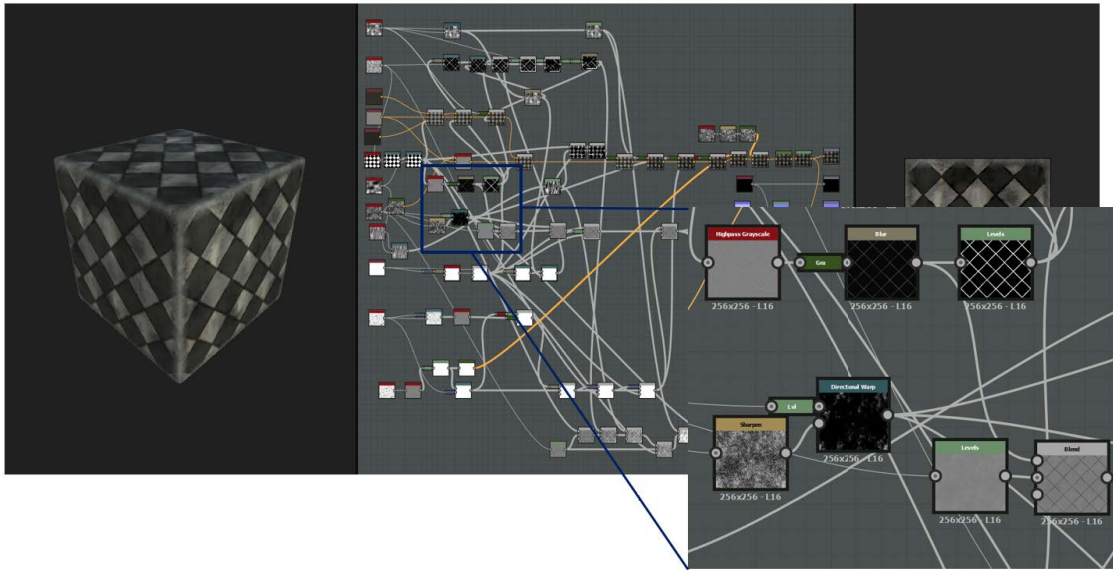 Highpass Grayscale
Blur
Levels
Gra
256x256 - L16
256x256 - L16
256x256 - L16
Directional Warp
Lvl
Sharpen
Levels
Blend
256x256 - L16
256x256 - L16
256x256 - L16
256x256 - L16